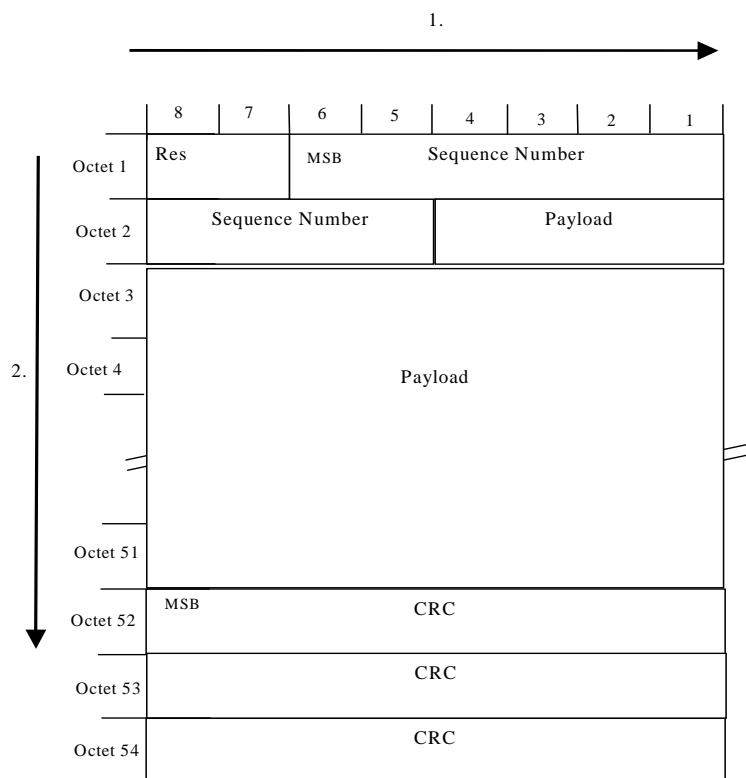 1.
8 7 6 5 4 3 2 1
Octet 1 Res MSB Sequence Number
Octet 2 Sequence Number Payload
Octet 3
2. Octet 4 Payload
Octet 51
Octet 52 MSB CRC
Octet 53 CRC
Octet 54 CRC